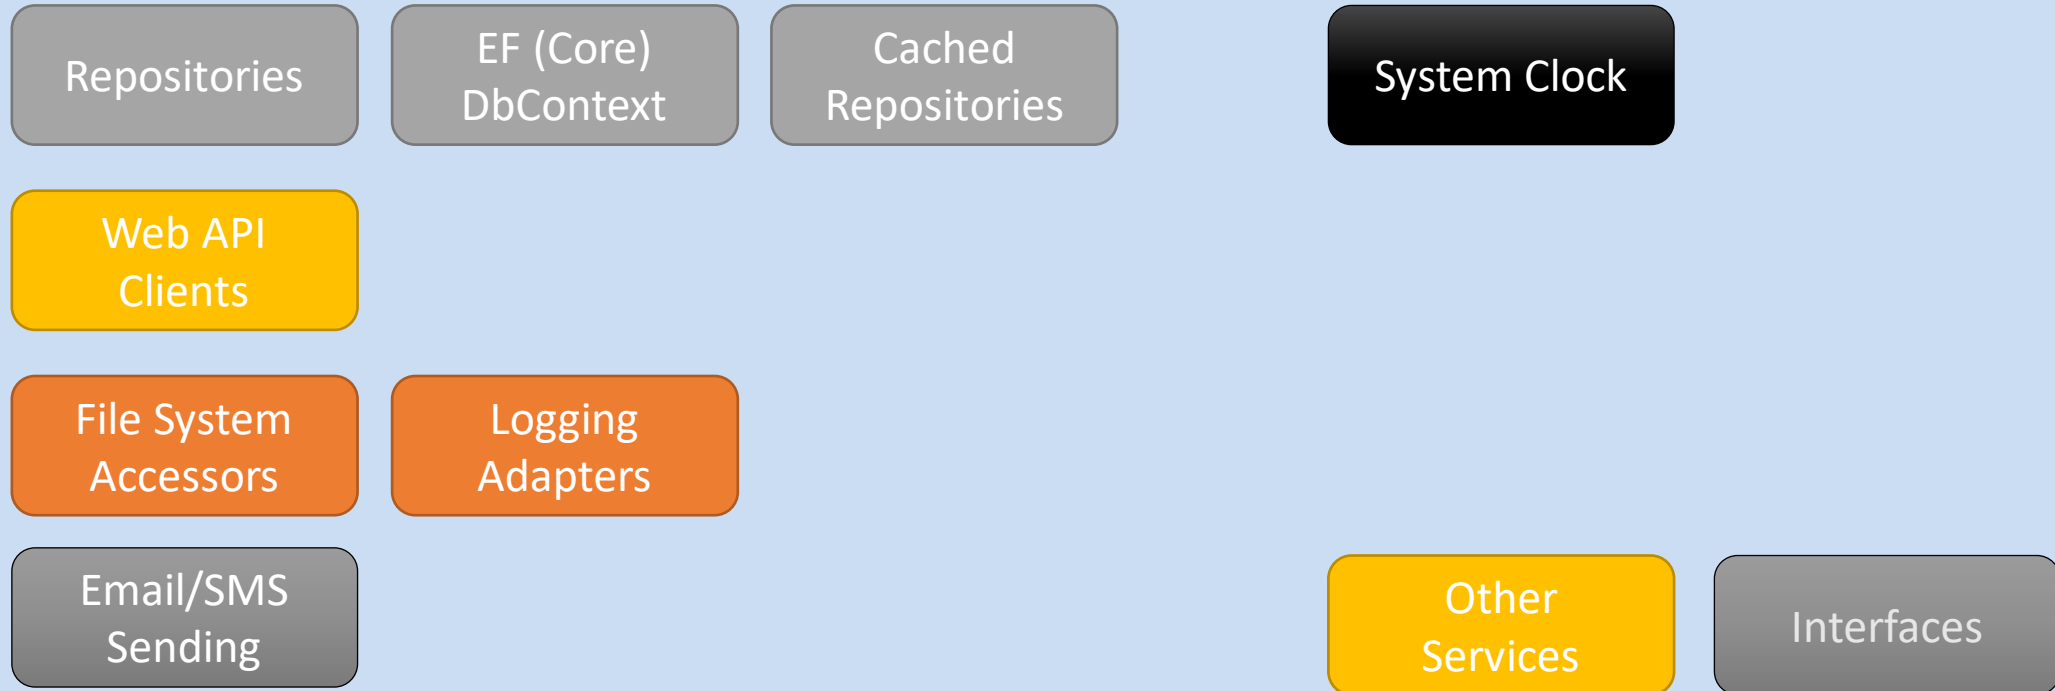 Repositories
EF (Core)
DbContext
Cached
Repositories
System Clock
Web API
Clients
File System
Accessors
Logging
Adapters
Email/SMS
Sending
Other
Services
Interfaces